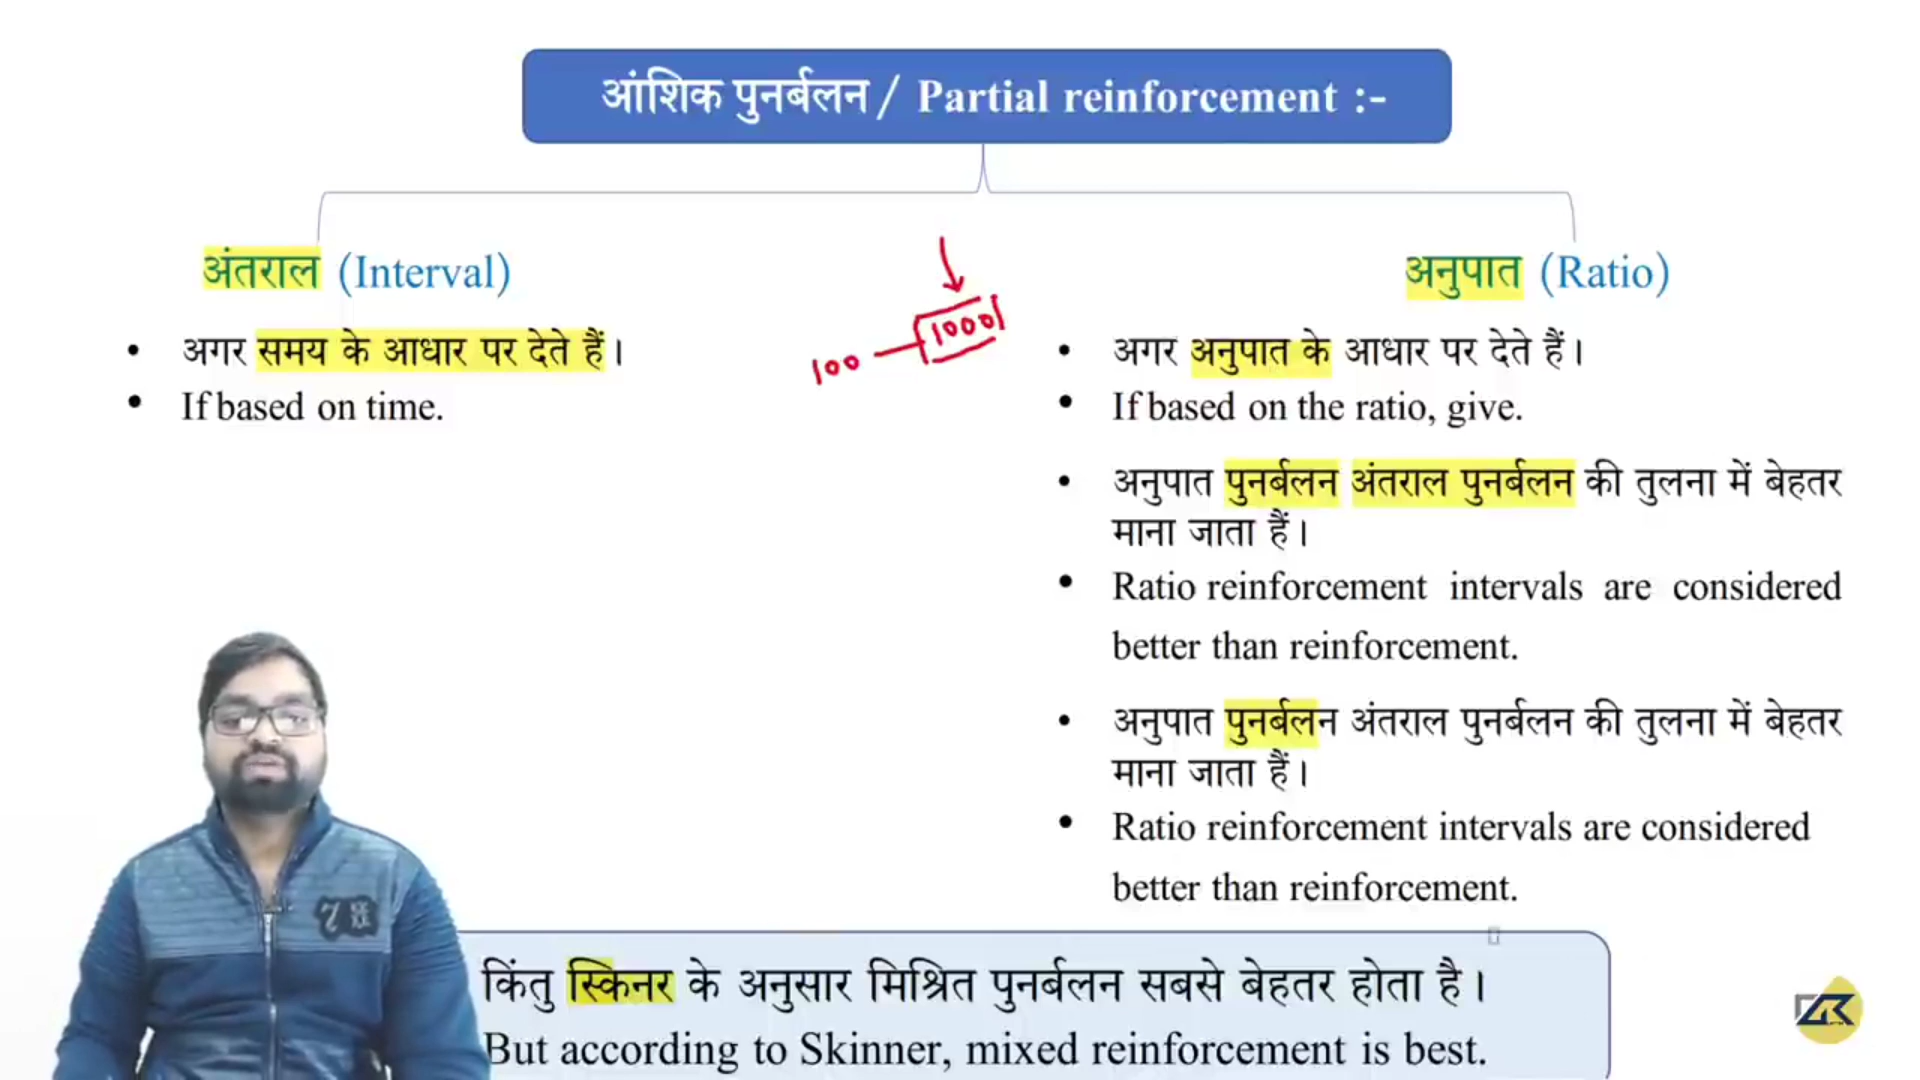 आंशिक पुनर्बलन / Partial reinforcement :-
अंतराल (Interval)
• अगर समय के आधार पर देते हैं।
• If based on time.
100 1000
अनुपात (Ratio)
• अगर अनुपात के आधार पर देते हैं।
• If based on the ratio, give.
• अनुपात पुनर्बलन अंतराल पुनर्बलन की तुलना में बेहतर
माना जाता हैं।
• Ratio reinforcement intervals are considered
better than reinforcement.
• अनुपात पुनर्बलन अंतराल पुनर्बलन की तुलना में बेहतर
माना जाता हैं।
• Ratio reinforcement intervals are considered
better than reinforcement.
किंतु स्किनर के अनुसार मिश्रित पुनर्बलन सबसे बेहतर होता है।
But according to Skinner, mixed reinforcement is best.